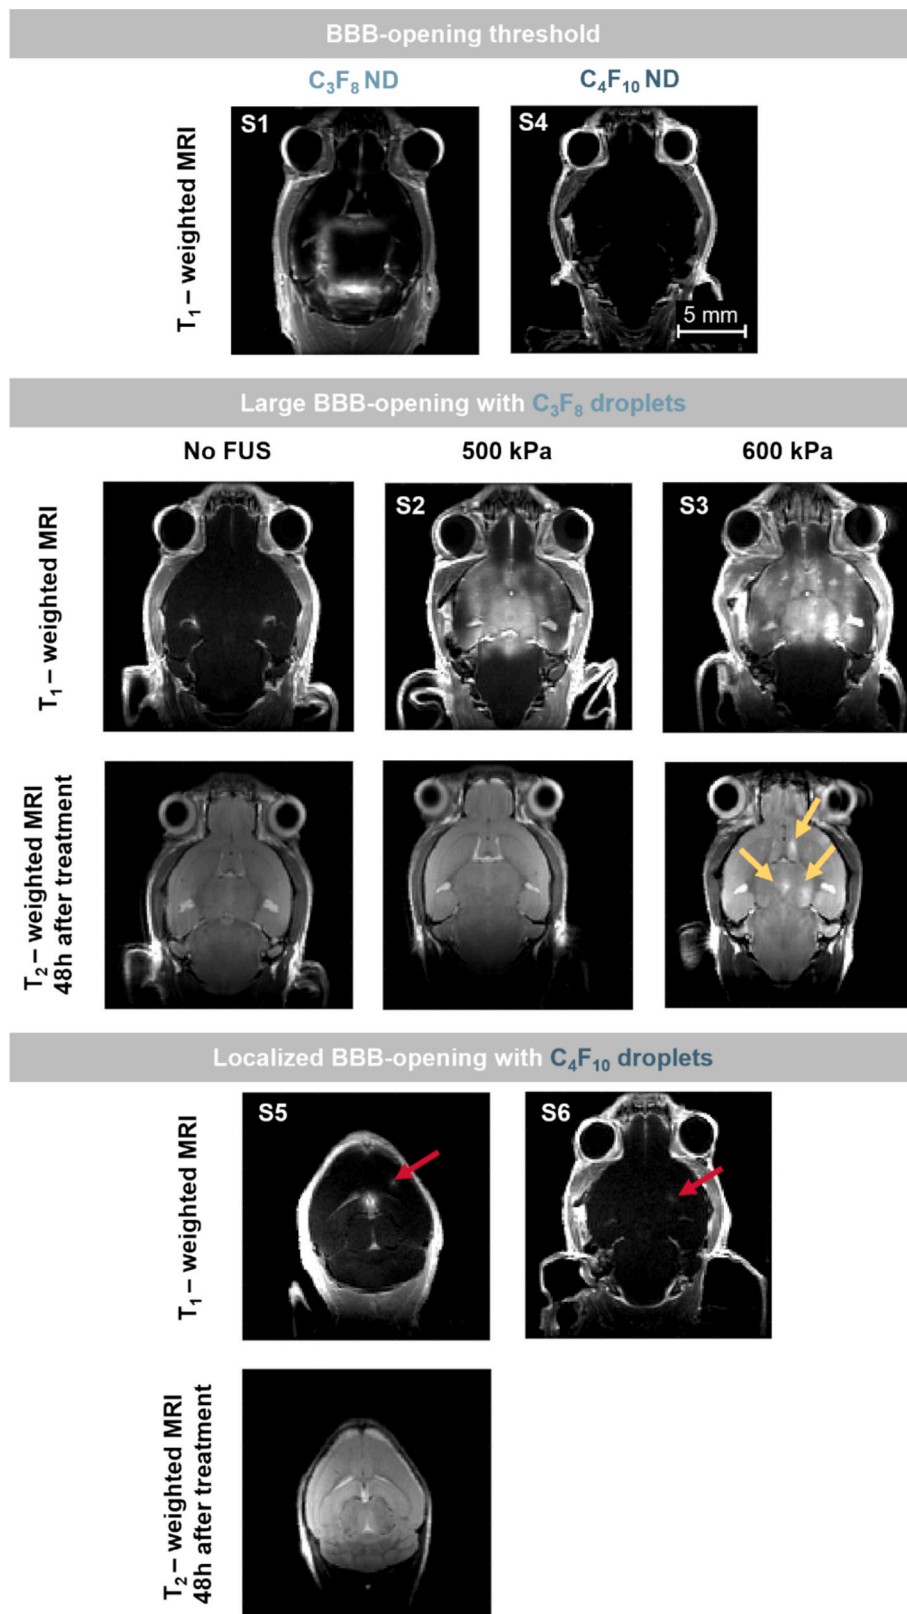 BBB-opening threshold
C₃F₈ ND
C₄F₁₀ ND
T₁ – weighted MRI
S1
S4
5 mm
Large BBB-opening with C₃F₈ droplets
No FUS
500 kPa
600 kPa
T₁ – weighted MRI
S2
S3
T₂ – weighted MRI
48h after treatment
Localized BBB-opening with C₄F₁₀ droplets
T₁ – weighted MRI
S5
S6
T₂ – weighted MRI
48h after treatment